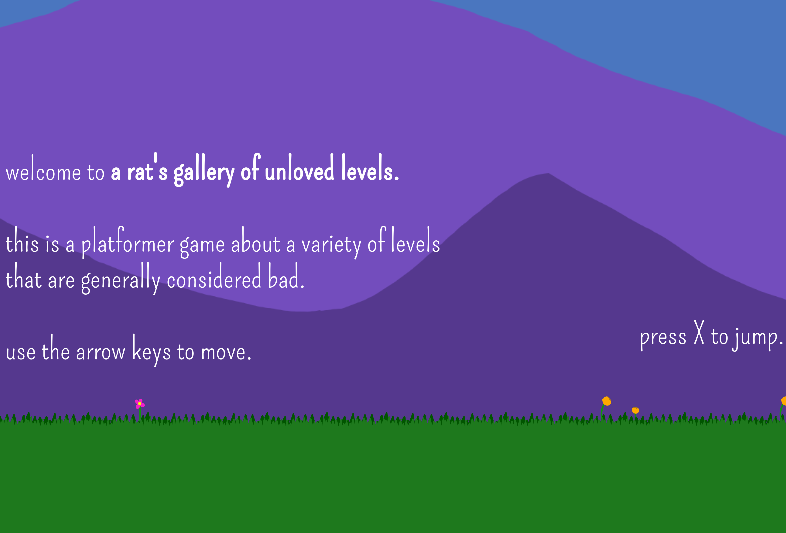 welcome to a rat's gallery of unloved levels.
this is a platformer game about a variety of levels
that are generally considered bad.
press X to jump.
use the arrow keys to move.